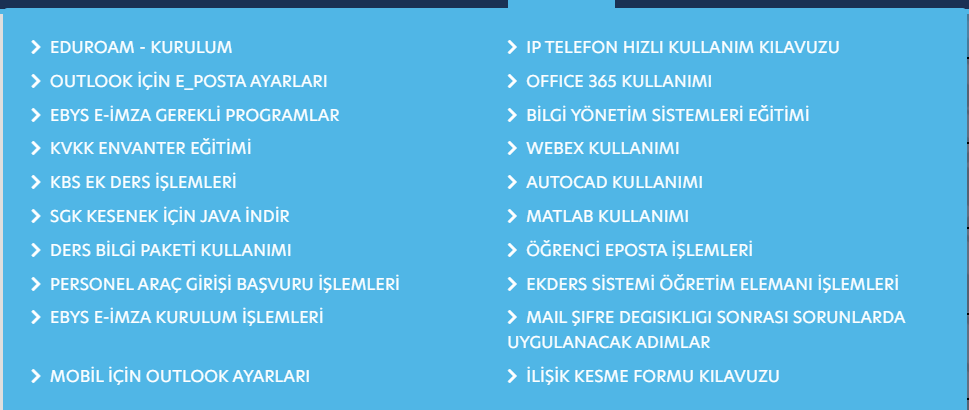 EDUROAM - KURULUM
OUTLOOK İÇİN E_POSTA AYARLARI
EBYS E-İMZA GEREKLİ PROGRAMLAR
KVKK ENVANTER EĞİTİMİ
KBS EK DERS İŞLEMLERİ
SGK KESENEK İÇİN JAVA İNDİR
DERS BİLGİ PAKETİ KULLANIMI
PERSONEL ARAÇ GİRİŞİ BAŞVURU İŞLEMLERİ
EBYS E-İMZA KURULUM İŞLEMLERİ
MOBİL İÇİN OUTLOOK AYARLARI
IP TELEFON HIZLI KULLANIM KILAVUZU
OFFICE 365 KULLANIMI
BİLGİ YÖNETİM SİSTEMLERİ EĞİTİMİ
WEBEX KULLANIMI
AUTOCAD KULLANIMI
MATLAB KULLANIMI
ÖĞRENCİ EPOSTA İŞLEMLERİ
EKDERS SİSTEMİ ÖĞRETİM ELEMANI İŞLEMLERİ
MAIL ŞIFRE DEGISIKLIGI SONRASI SORUNLARDA
UYGULANACAK ADIMLAR
İLİŞİK KESME FORMU KILAVUZU